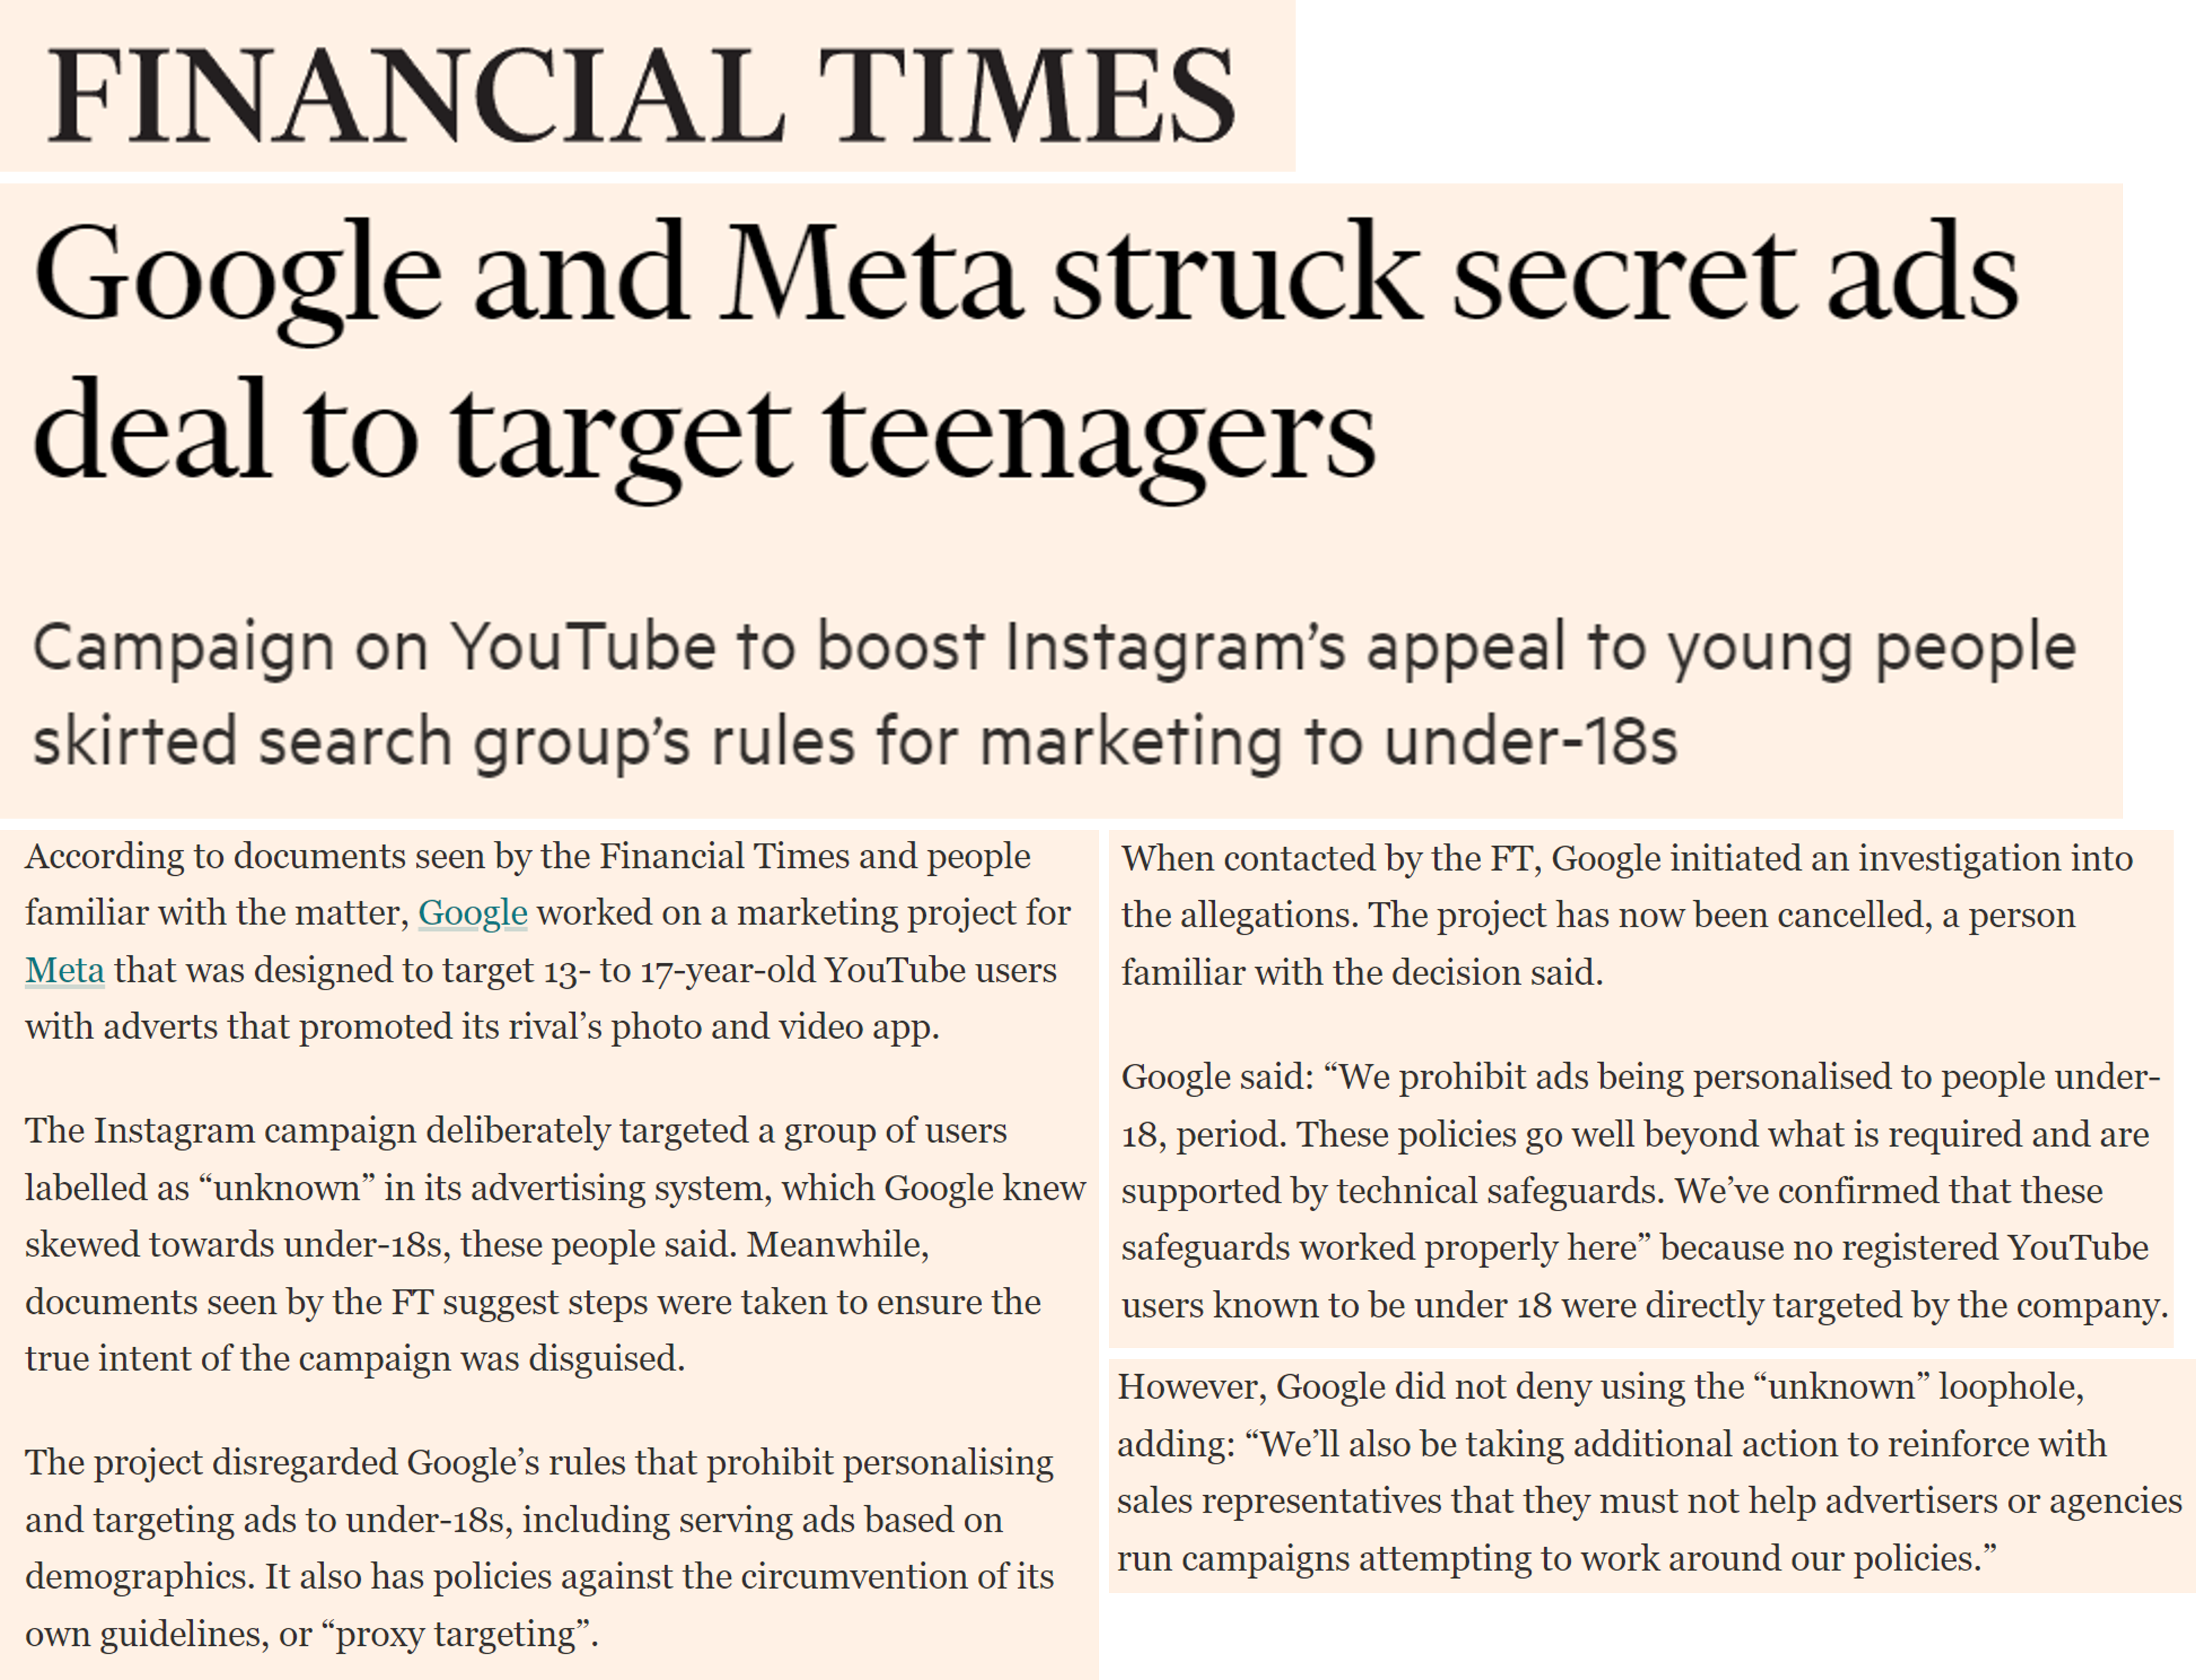 FINANCIAL TIMES
Google and Meta struck secret ads
deal to target teenagers
Campaign on YouTube to boost Instagram’s appeal to young people
skirted search group’s rules for marketing to under-18s
According to documents seen by the Financial Times and people
familiar with the matter, Google worked on a marketing project for
Meta that was designed to target 13- to 17-year-old YouTube users
with adverts that promoted its rival’s photo and video app.
The Instagram campaign deliberately targeted a group of users
labelled as “unknown” in its advertising system, which Google knew
skewed towards under-18s, these people said. Meanwhile,
documents seen by the FT suggest steps were taken to ensure the
true intent of the campaign was disguised.
The project disregarded Google’s rules that prohibit personalising
and targeting ads to under-18s, including serving ads based on
demographics. It also has policies against the circumvention of its
own guidelines, or “proxy targeting”.
When contacted by the FT, Google initiated an investigation into
the allegations. The project has now been cancelled, a person
familiar with the decision said.
Google said: “We prohibit ads being personalised to people under-
18, period. These policies go well beyond what is required and are
supported by technical safeguards. We’ve confirmed that these
safeguards worked properly here” because no registered YouTube
users known to be under 18 were directly targeted by the company.
However, Google did not deny using the “unknown” loophole,
adding: “We’ll also be taking additional action to reinforce with
sales representatives that they must not help advertisers or agencies
run campaigns attempting to work around our policies.”